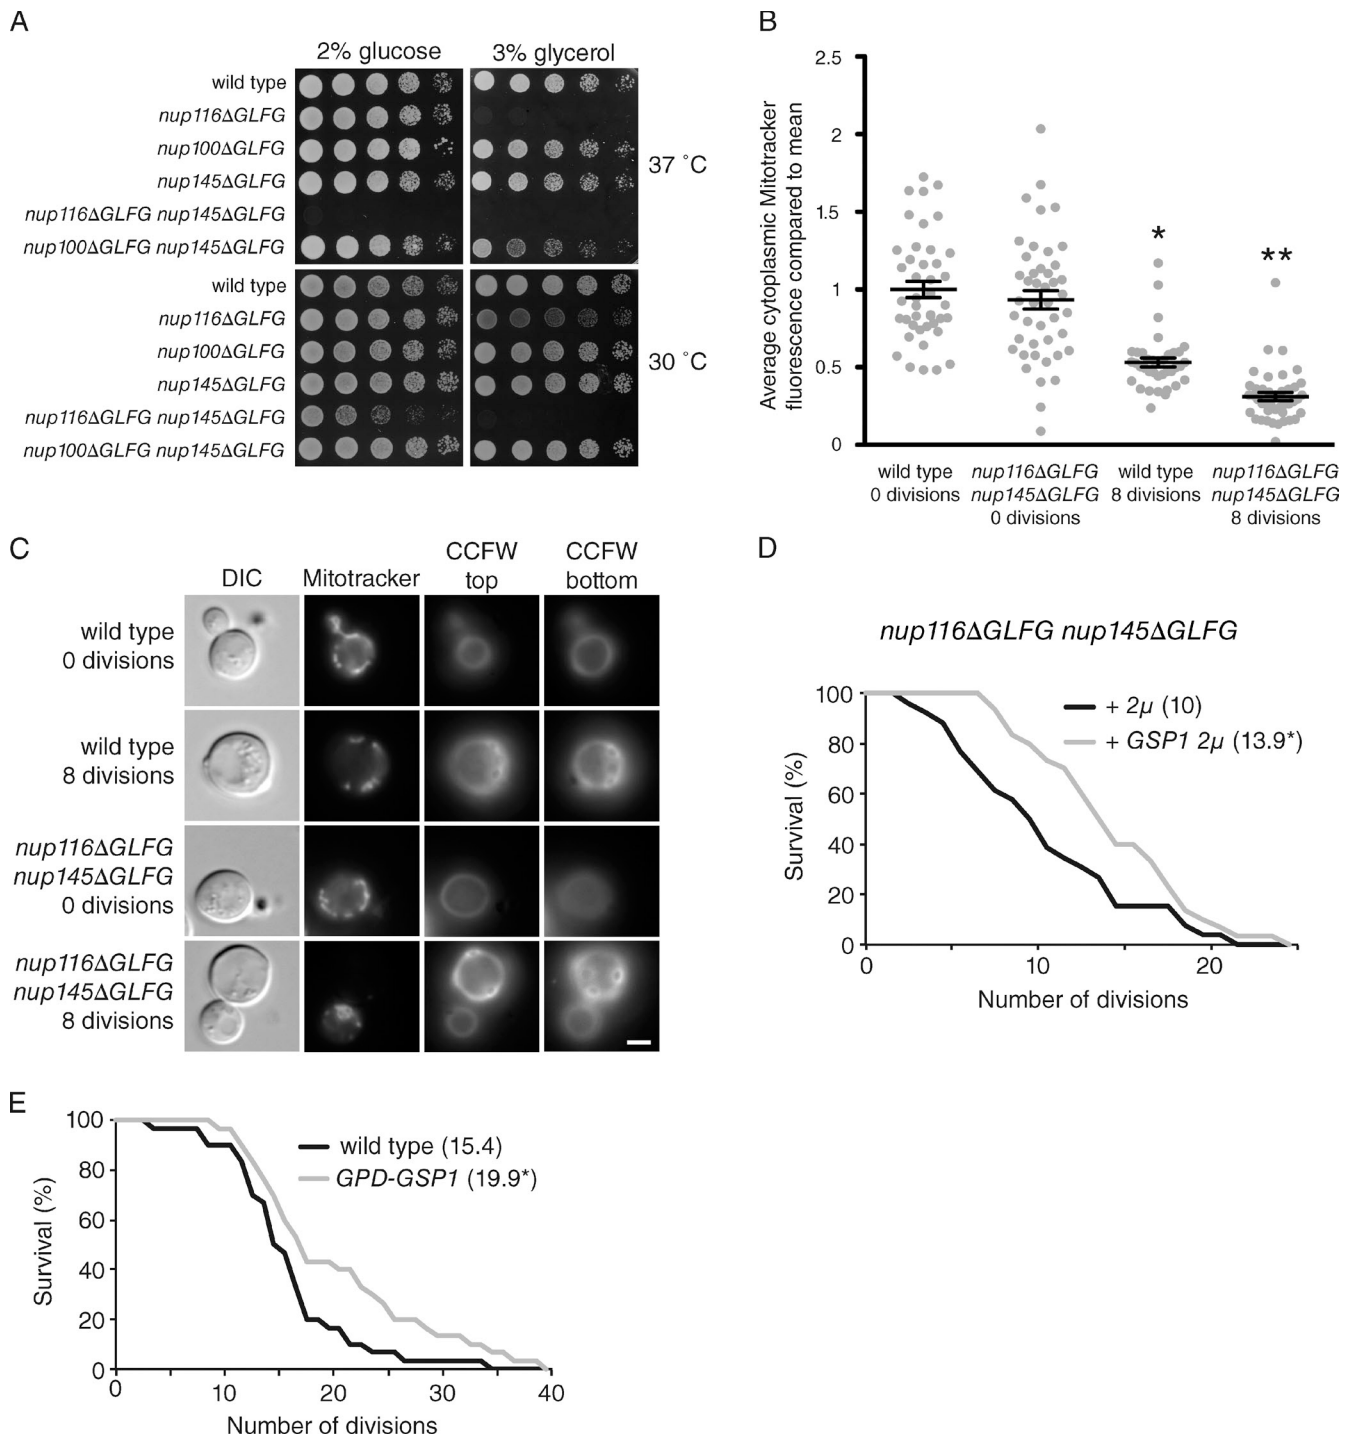 A
2% glucose
3% glycerol
wild type
nup116ΔGLFG
nup100ΔGLFG
nup145ΔGLFG
nup116ΔGLFG nup145ΔGLFG
nup100ΔGLFG nup145ΔGLFG
37 ˚C
wild type
nup116ΔGLFG
nup100ΔGLFG
nup145ΔGLFG
nup116ΔGLFG nup145ΔGLFG
nup100ΔGLFG nup145ΔGLFG
30 ˚C
B
Average cytoplasmic Mitotracker
fluorescence compared to mean
2.5
2
1.5
1
0.5
0
*
**
wild type
0 divisions
nup116ΔGLFG
nup145ΔGLFG
0 divisions
wild type
8 divisions
nup116ΔGLFG
nup145ΔGLFG
8 divisions
C
DIC
Mitotracker
CCFW
top
CCFW
bottom
wild type
0 divisions
wild type
8 divisions
nup116ΔGLFG
nup145ΔGLFG
0 divisions
nup116ΔGLFG
nup145ΔGLFG
8 divisions
D
nup116ΔGLFG nup145ΔGLFG
+ 2µ (10)
+ GSP1 2µ (13.9*)
Survival (%)
100
80
60
40
20
0
0
10
20
Number of divisions
E
wild type (15.4)
GPD-GSP1 (19.9*)
Survival (%)
100
80
60
40
20
0
0
10
20
30
40
Number of divisions